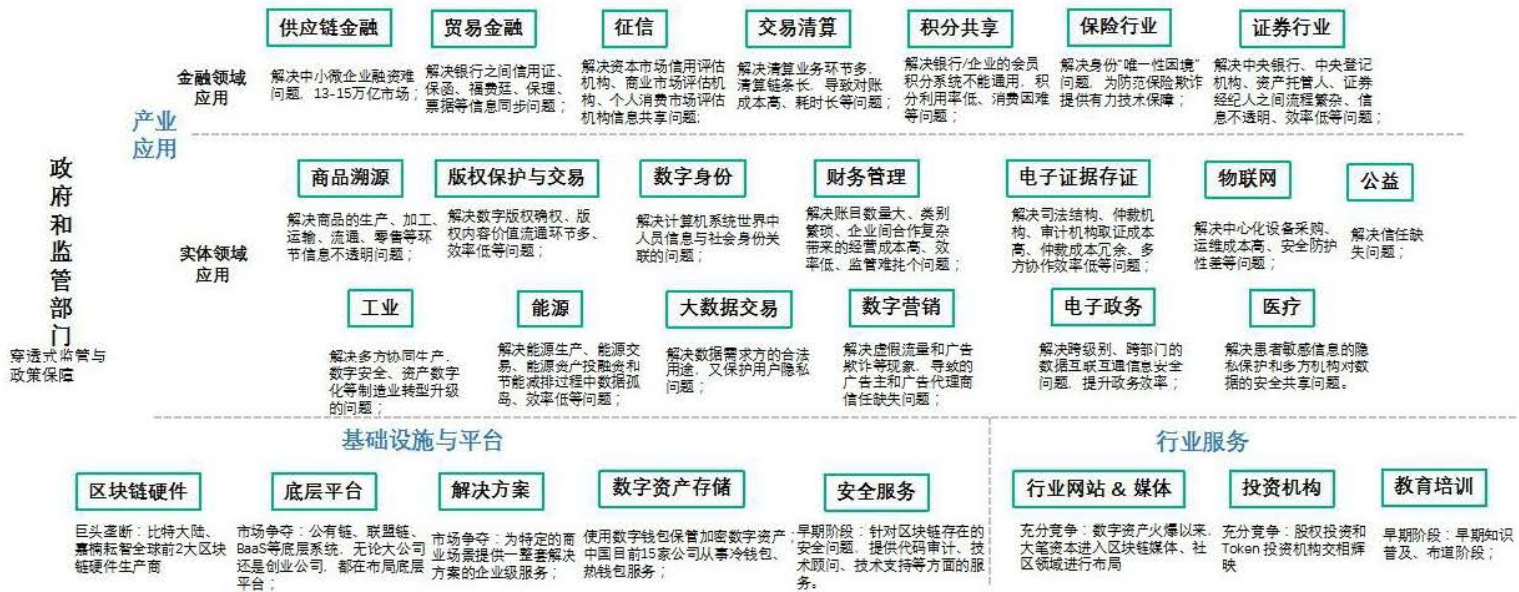 供应链金融
贸易金融
征信
交易清算
积分共享
保险行业
证券行业
金融领域
应用
解决中小微企业融资难
问题，13-15万亿市场；
解决银行之间信用证、
保函、福费廷、保理、
票据等信息同步问题；
解决资本市场信用评估
机构、商业市场评估机
构、个人消费市场评估
机构信息共享问题;
解决清算业务环节多，
清算链条长，导致对账
成本高、耗时长等问题；
解决银行/企业的会员
积分系统不能通用，积
分利用率低、消费困难
等问题；
解决身份“唯一性困境”
问题，为防范保险欺诈
提供有力技术保障；
解决中央银行、中央登记
机构、资产托管人、证券
经纪人之间流程繁杂、信
息不透明、效率低等问题；
产业
应用
政府和监管部门
穿透式监管与
政策保障
实体领域
应用
商品溯源
版权保护与交易
数字身份
财务管理
电子证据存证
物联网
公益
解决商品的生产、加工、
运输、流通、零售等环
节信息不透明问题；
解决数字版权确权、版
权内容价值流通环节多、
效率低等问题；
解决计算机系统世界中
人员信息与社会身份关
联的问题；
解决账目数量大、类别
繁琐、企业间合作复杂
带来的经营成本高、效
率低、监管难扥个问题；
解决司法结构、仲裁机
构、审计机构取证成本
高、仲裁成本冗余、多
方协作效率低等问题；
解决中心化设备采购、
运维成本高、安全防护
性差等问题；
解决信任缺
失问题；
工业
能源
大数据交易
数字营销
电子政务
医疗
解决多方协同生产、
数字安全、资产数字
化等制造业转型升级
的问题；
解决能源生产、能源交
易、能源资产投融资和
节能减排过程中数据孤
岛、效率低等问题；
解决数据需求方的合法
用途，又保护用户隐私
问题；
解决虚假流量和广告
欺诈等现象，导致的
广告主和广告代理商
信任缺失问题；
解决跨级别、跨部门的
数据互联互通信息安全
问题，提升政务效率；
解决患者敏感信息的隐
私保护和多方机构对数
据的安全共享问题。
基础设施与平台
行业服务
区块链硬件
底层平台
解决方案
数字资产存储
安全服务
行业网站 & 媒体
投资机构
教育培训
巨头垄断：比特大陆、
嘉楠耘智全球前2大区块
链硬件生产商
市场争夺：公有链、联盟链、
BaaS等底层系统，无论大公司
还是创业公司，都在布局底层
平台；
市场争夺：为特定的商
业场景提供一整套解决
方案的企业级服务；
使用数字钱包保管加密数字资产，
中国目前15家公司从事冷钱包、
热钱包服务；
早期阶段：针对区块链存在的
安全问题，提供代码审计、技
术顾问、技术支持等方面的服
务。
充分竞争：数字资产火爆以来，
大笔资本进入区块链媒体、社
区领域进行布局
充分竞争：股权投资和
Token 投资机构交相辉
映
早期阶段：早期知识
普及、布道阶段；